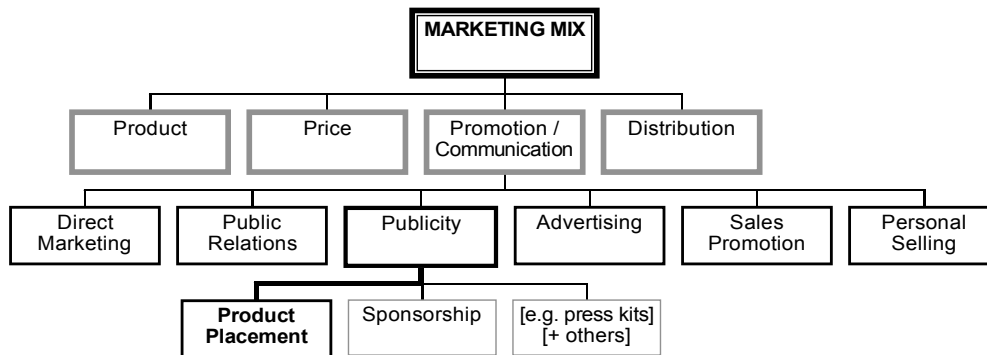 MARKETING MIX
Product
Price
Promotion /
Communication
Distribution
Direct
Marketing
Public
Relations
Publicity
Advertising
Sales
Promotion
Personal
Selling
Product
Placement
Sponsorship
[e.g. press kits]
[+ others]